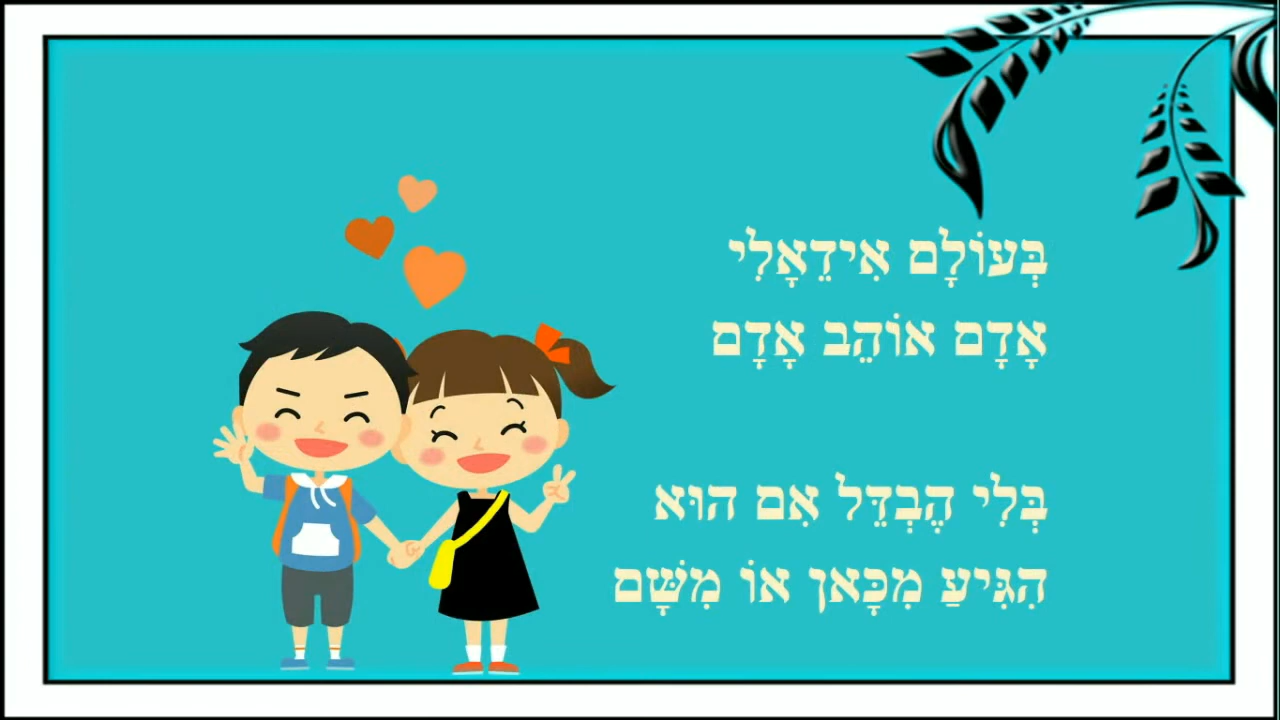 בְּעוֹלָם אִידֵאָלִי
אָדָם אוֹהֵב אָדָם
בְּלִי הֶבְדֵּל אִם הוּא
הִגִּיעַ מִכָּאן אוֹ מִשָּׁם